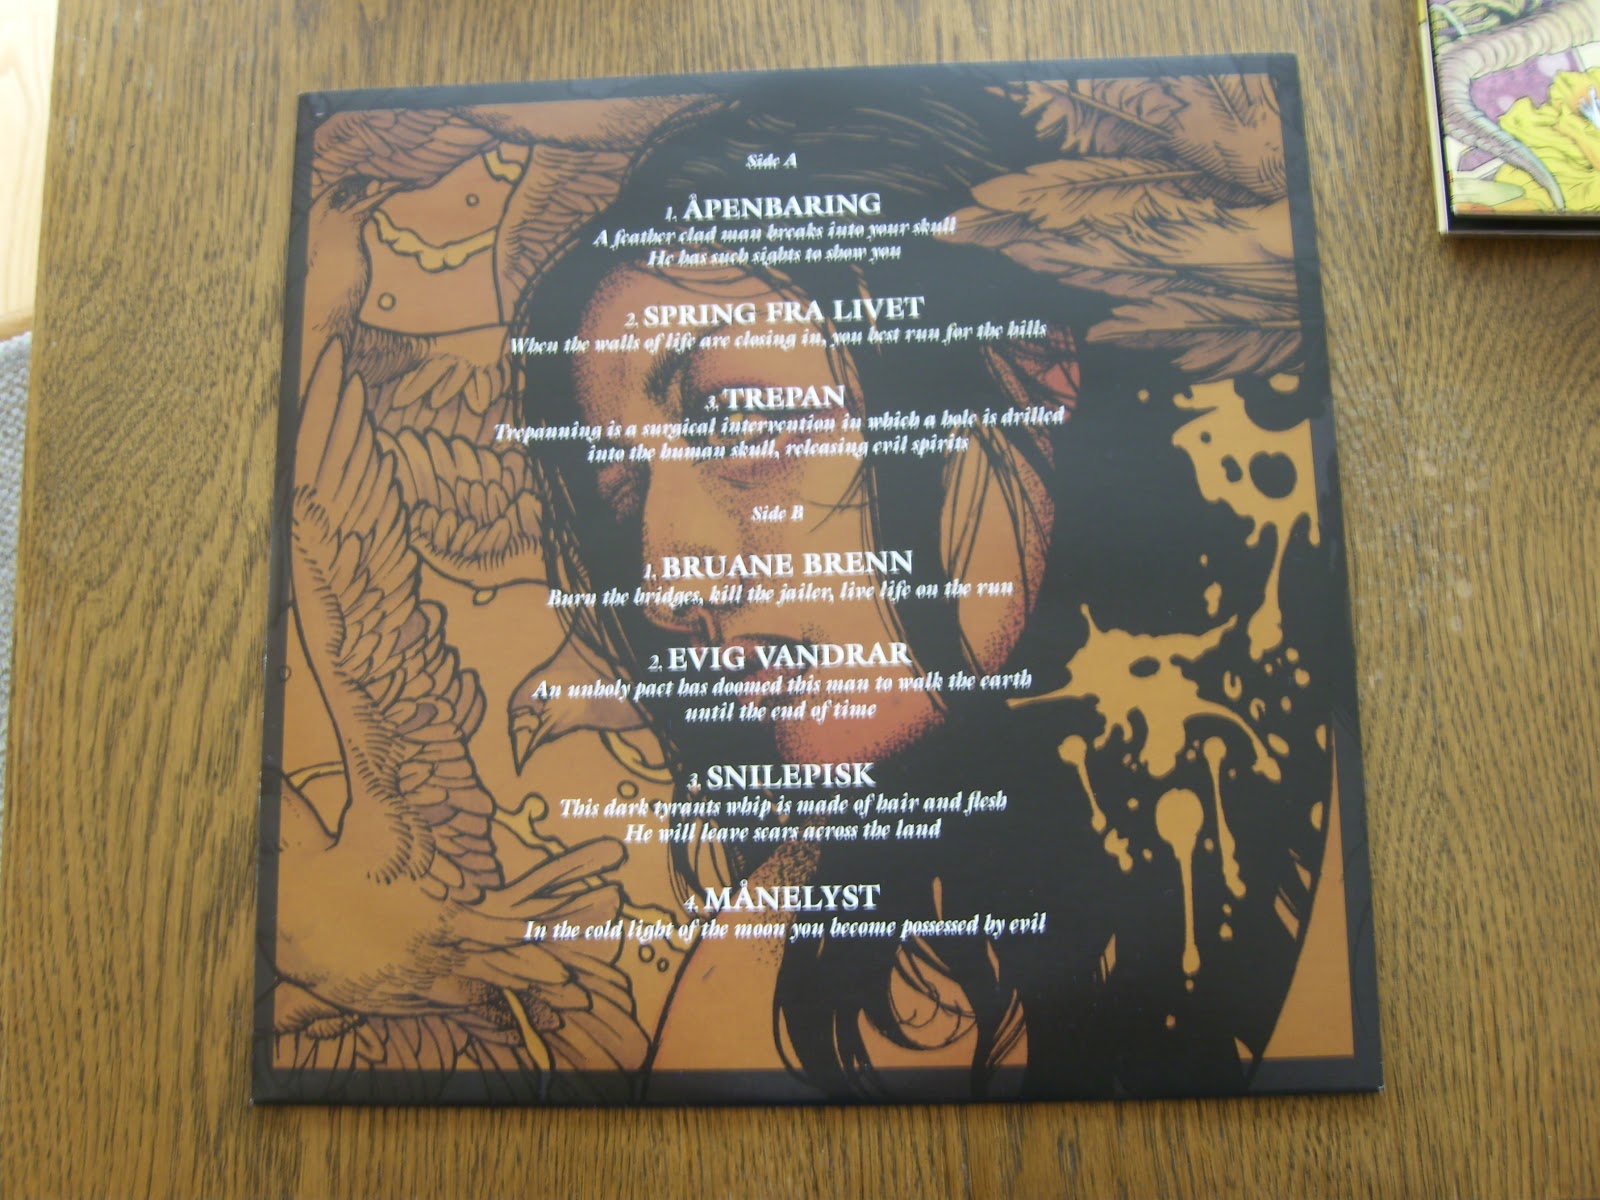 Side A
1. ÅPENBARING
A feather clad man breaks into your skull
He has such sights to show you
2. SPRING FRA LIVET
When the walls of life are closing in, you best run for the hills
3. TREPAN
Trepanning is a surgical intervention in which a hole is drilled
into the human skull, releasing evil spirits
Side B
1. BRUANE BRENN
Burn the bridges, kill the jailer, live life on the run
2. EVIG VANDRAR
An unholy pact has doomed this man to walk the earth
until the end of time
3. SNILEPISK
This dark tyrants whip is made of hair and flesh
He will leave scars across the land
4. MÅNELYST
In the cold light of the moon you become possessed by evil